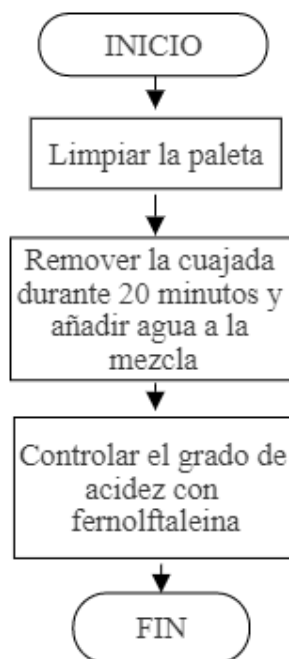 INICIO
Limpiar la paleta
Remover la cuajada
durante 20 minutos y
añadir agua a la
mezcla
Controlar el grado de
acidez con
fernolftaleina
FIN